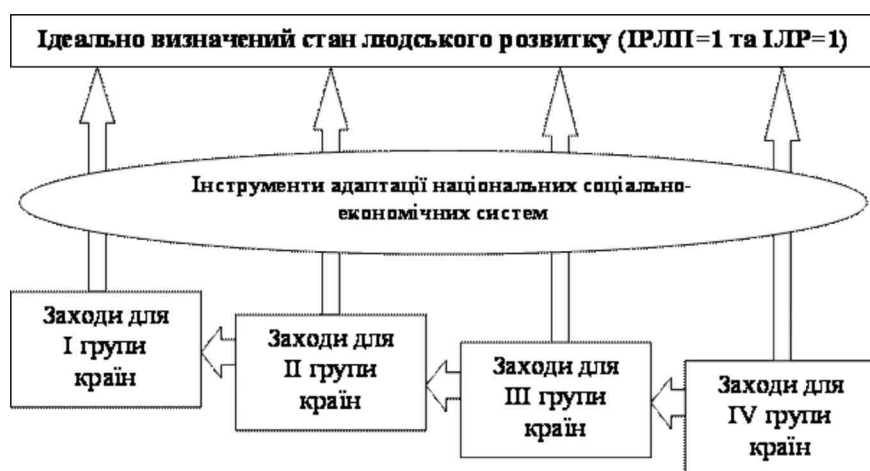 Ідеально визначений стан людського розвитку (ІРЛП=1 та ІЛР=1)
Інструменти адаптації національних соціально-
економічних систем
Заходи для
І групи
країн
Заходи для
ІІ групи
країн
Заходи для
ІІІ групи
країн
Заходи для
IV групи
країн